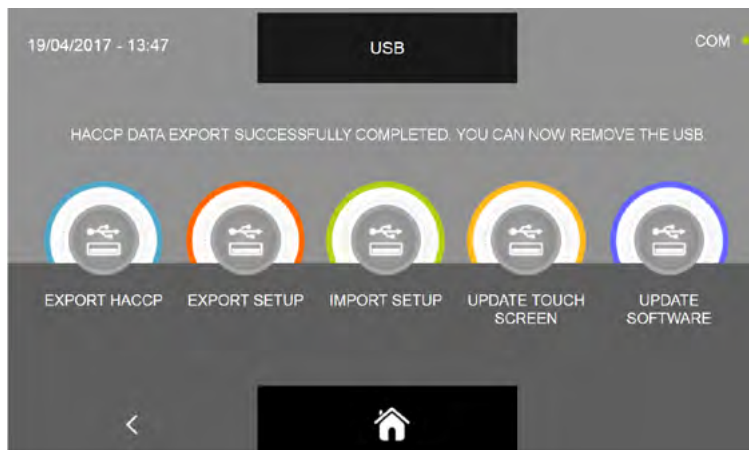 19/04/2017 - 13:47
USB
COM
HACCP DATA EXPORT SUCCESSFULLY COMPLETED. YOU CAN NOW REMOVE THE USB.
EXPORT HACCP
EXPORT SETUP
IMPORT SETUP
UPDATE TOUCH
SCREEN
UPDATE
SOFTWARE